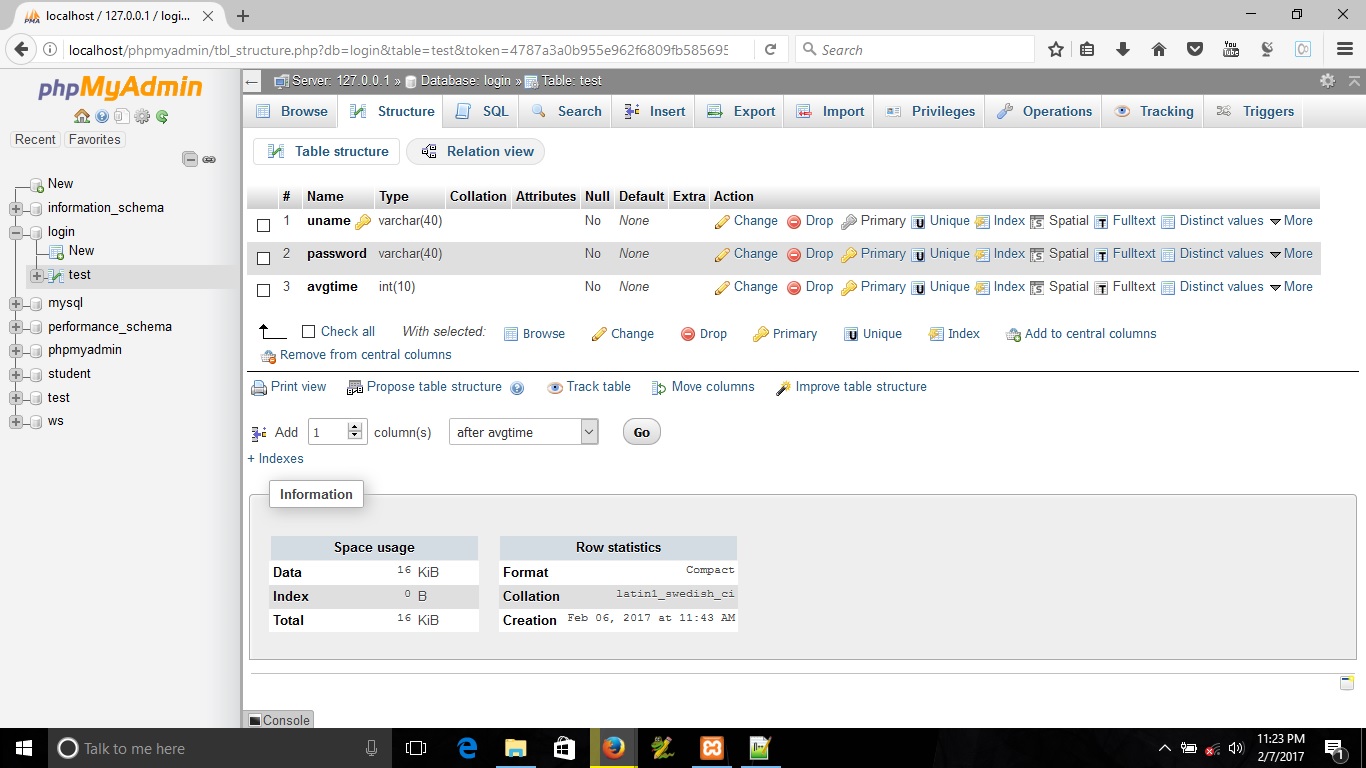 localhost / 127.0.0.1 / logi...
localhost/phpmyadmin/tbl_structure.php?db=login&table=test&token=4787a3a0b955e962f6809fb585695
Search
phpMyAdmin
Recent Favorites
New
information_schema
login
New
test
mysql
performance_schema
phpmyadmin
student
test
ws
Server: 127.0.0.1 » Database: login » Table: test
Browse Structure SQL Search Insert Export Import Privileges Operations Tracking Triggers
Table structure Relation view
# Name Type Collation Attributes Null Default Extra Action
1 uname varchar(40) No None Change Drop Primary Unique Index Spatial Fulltext Distinct values More
2 password varchar(40) No None Change Drop Primary Unique Index Spatial Fulltext Distinct values More
3 avgtime int(10) No None Change Drop Primary Unique Index Spatial Fulltext Distinct values More
Check all With selected: Browse Change Drop Primary Unique Index Add to central columns
Remove from central columns
Print view Propose table structure Track table Move columns Improve table structure
Add 1 column(s) after avgtime Go
+ Indexes
Information
Space usage
Data 16 KiB
Index 0 B
Total 16 KiB
Row statistics
Format Compact
Collation latin1_swedish_ci
Creation Feb 06, 2017 at 11:43 AM
Console
Talk to me here
11:23 PM
2/7/2017